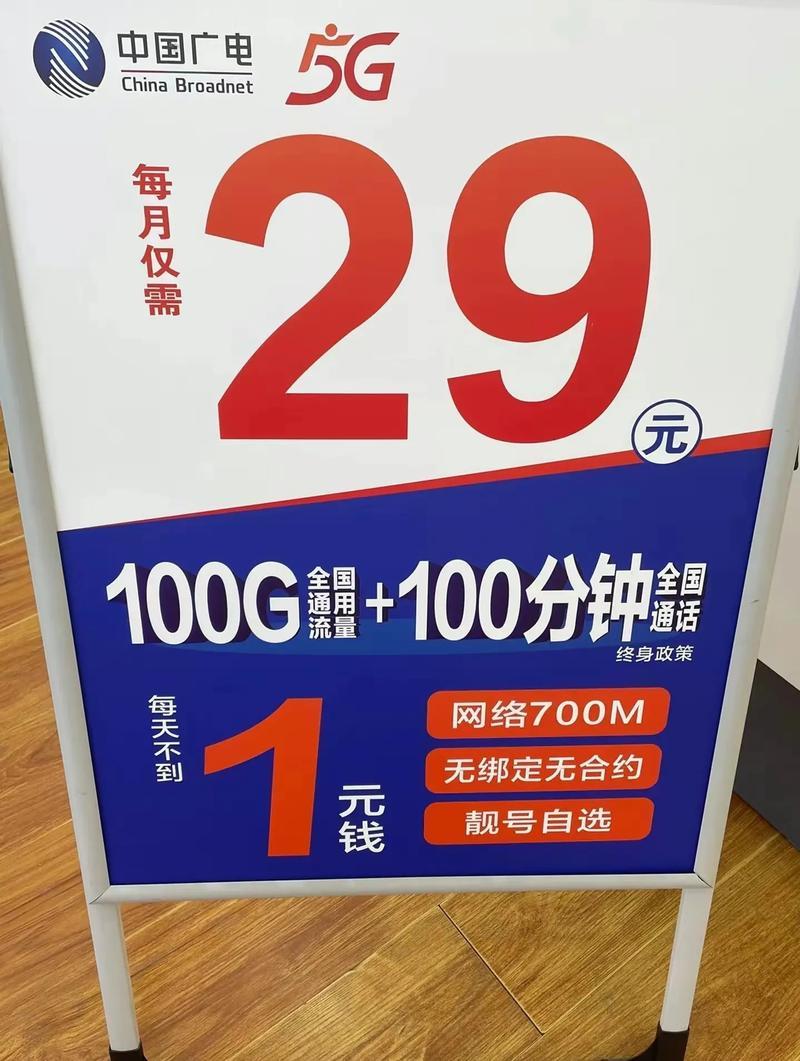 中国广电
China Broadnet
5G
每月仅需
29
元
100G
全国
通用
流量
+
100分钟
全国
通话
终身政策
每天不到
1
元钱
网络700M
无绑定无合约
靓号自选